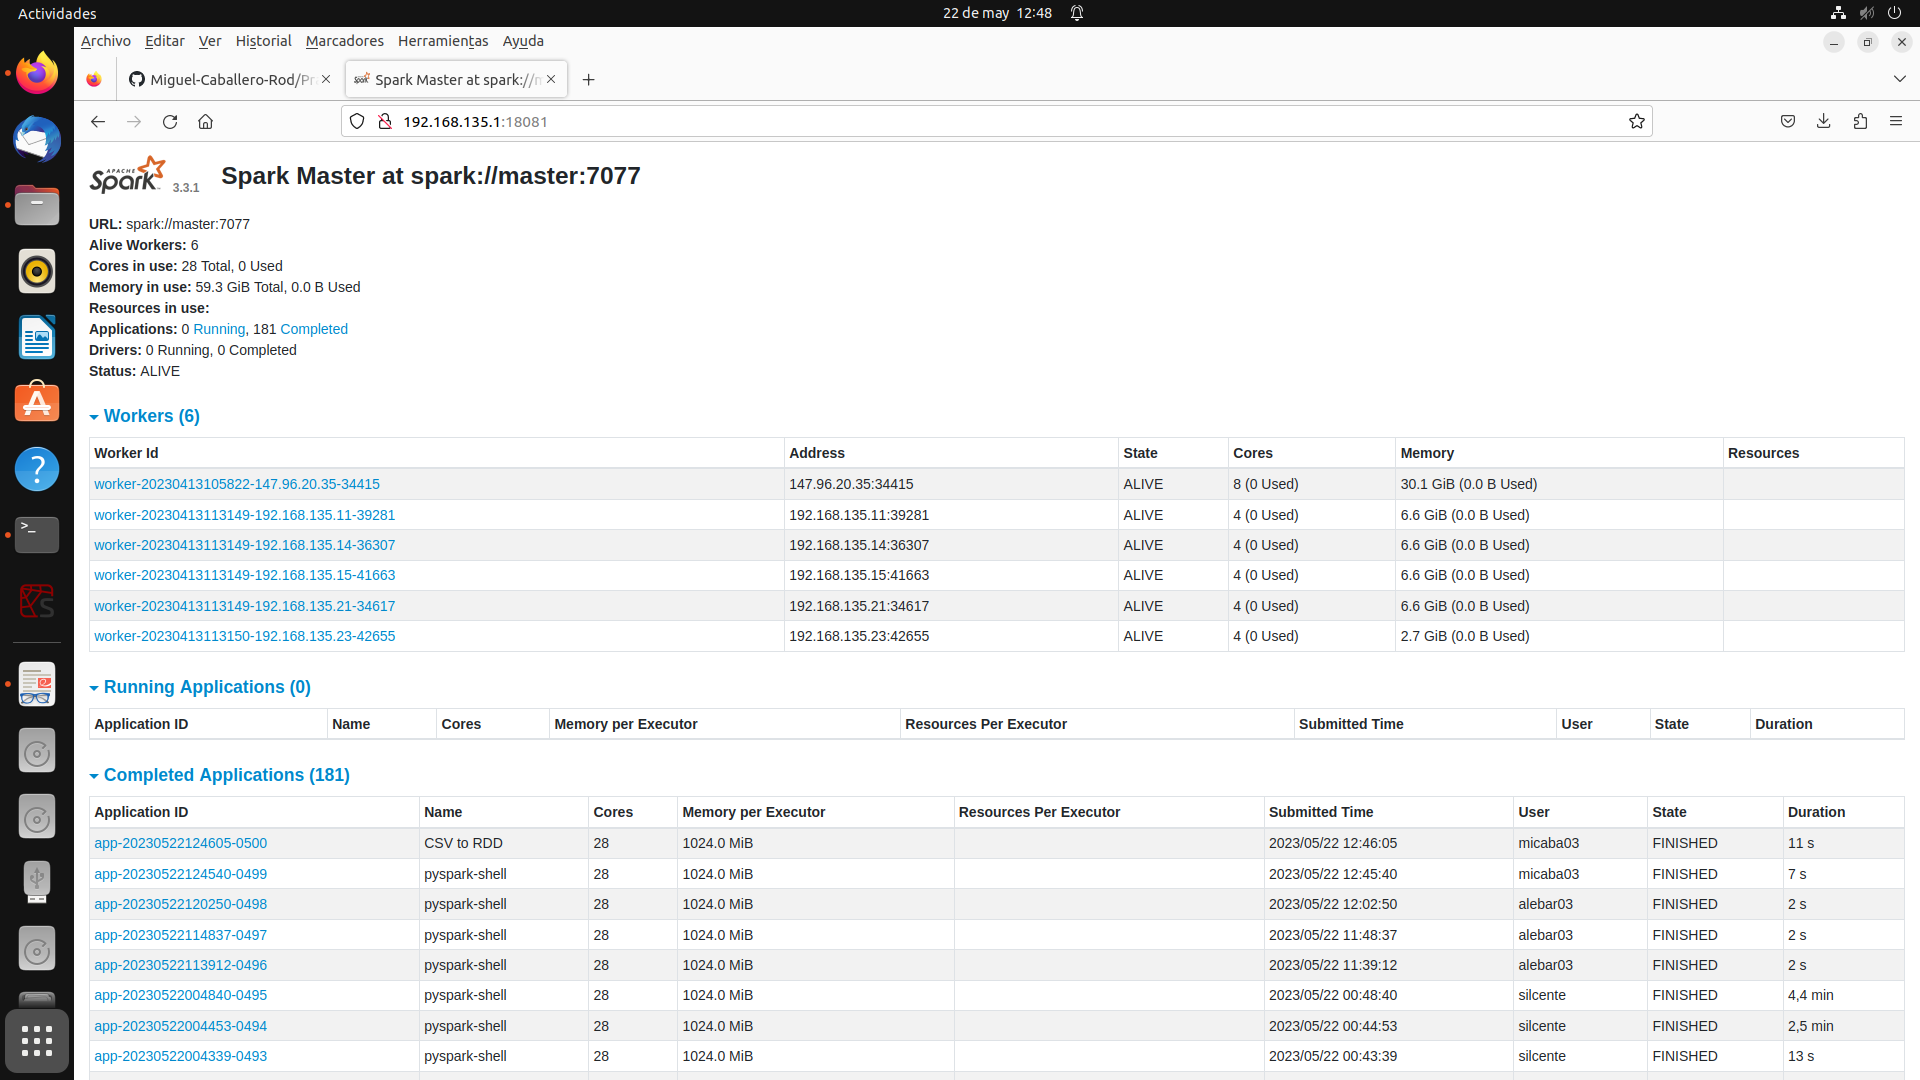 Actividades
22 de may 12:48
Archivo Editar Ver Historial Marcadores Herramientas Ayuda
Miguel-Caballero-Rod/Pr
Spark Master at spark://m
192.168.135.1:18081
APACHE Spark 3.3.1 Spark Master at spark://master:7077
URL: spark://master:7077
Alive Workers: 6
Cores in use: 28 Total, 0 Used
Memory in use: 59.3 GiB Total, 0.0 B Used
Resources in use:
Applications: 0 Running, 181 Completed
Drivers: 0 Running, 0 Completed
Status: ALIVE
Workers (6)
Worker Id Address State Cores Memory Resources
worker-20230413105822-147.96.20.35-34415 147.96.20.35:34415 ALIVE 8 (0 Used) 30.1 GiB (0.0 B Used)
worker-20230413113149-192.168.135.11-39281 192.168.135.11:39281 ALIVE 4 (0 Used) 6.6 GiB (0.0 B Used)
worker-20230413113149-192.168.135.14-36307 192.168.135.14:36307 ALIVE 4 (0 Used) 6.6 GiB (0.0 B Used)
worker-20230413113149-192.168.135.15-41663 192.168.135.15:41663 ALIVE 4 (0 Used) 6.6 GiB (0.0 B Used)
worker-20230413113149-192.168.135.21-34617 192.168.135.21:34617 ALIVE 4 (0 Used) 6.6 GiB (0.0 B Used)
worker-20230413113150-192.168.135.23-42655 192.168.135.23:42655 ALIVE 4 (0 Used) 2.7 GiB (0.0 B Used)
Running Applications (0)
Application ID Name Cores Memory per Executor Resources Per Executor Submitted Time User State Duration
Completed Applications (181)
Application ID Name Cores Memory per Executor Resources Per Executor Submitted Time User State Duration
app-20230522124605-0500 CSV to RDD 28 1024.0 MiB 2023/05/22 12:46:05 micaba03 FINISHED 11 s
app-20230522124540-0499 pyspark-shell 28 1024.0 MiB 2023/05/22 12:45:40 micaba03 FINISHED 7 s
app-20230522120250-0498 pyspark-shell 28 1024.0 MiB 2023/05/22 12:02:50 alebar03 FINISHED 2 s
app-20230522114837-0497 pyspark-shell 28 1024.0 MiB 2023/05/22 11:48:37 alebar03 FINISHED 2 s
app-20230522113912-0496 pyspark-shell 28 1024.0 MiB 2023/05/22 11:39:12 alebar03 FINISHED 2 s
app-20230522004840-0495 pyspark-shell 28 1024.0 MiB 2023/05/22 00:48:40 silcente FINISHED 4,4 min
app-20230522004453-0494 pyspark-shell 28 1024.0 MiB 2023/05/22 00:44:53 silcente FINISHED 2,5 min
app-20230522004339-0493 pyspark-shell 28 1024.0 MiB 2023/05/22 00:43:39 silcente FINISHED 13 s